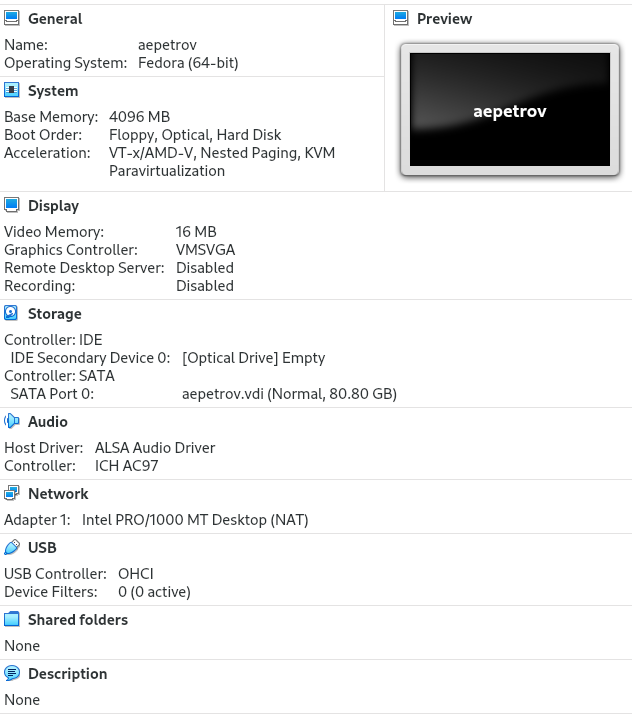 General
Name: aepetrov
Operating System: Fedora (64-bit)
System
Base Memory: 4096 MB
Boot Order: Floppy, Optical, Hard Disk
Acceleration: VT-x/AMD-V, Nested Paging, KVM
Paravirtualization
Preview
aepetrov
Display
Video Memory: 16 MB
Graphics Controller: VMSVGA
Remote Desktop Server: Disabled
Recording: Disabled
Storage
Controller: IDE
IDE Secondary Device 0: [Optical Drive] Empty
Controller: SATA
SATA Port 0: aepetrov.vdi (Normal, 80.80 GB)
Audio
Host Driver: ALSA Audio Driver
Controller: ICH AC97
Network
Adapter 1: Intel PRO/1000 MT Desktop (NAT)
USB
USB Controller: OHCI
Device Filters: 0 (0 active)
Shared folders
None
Description
None